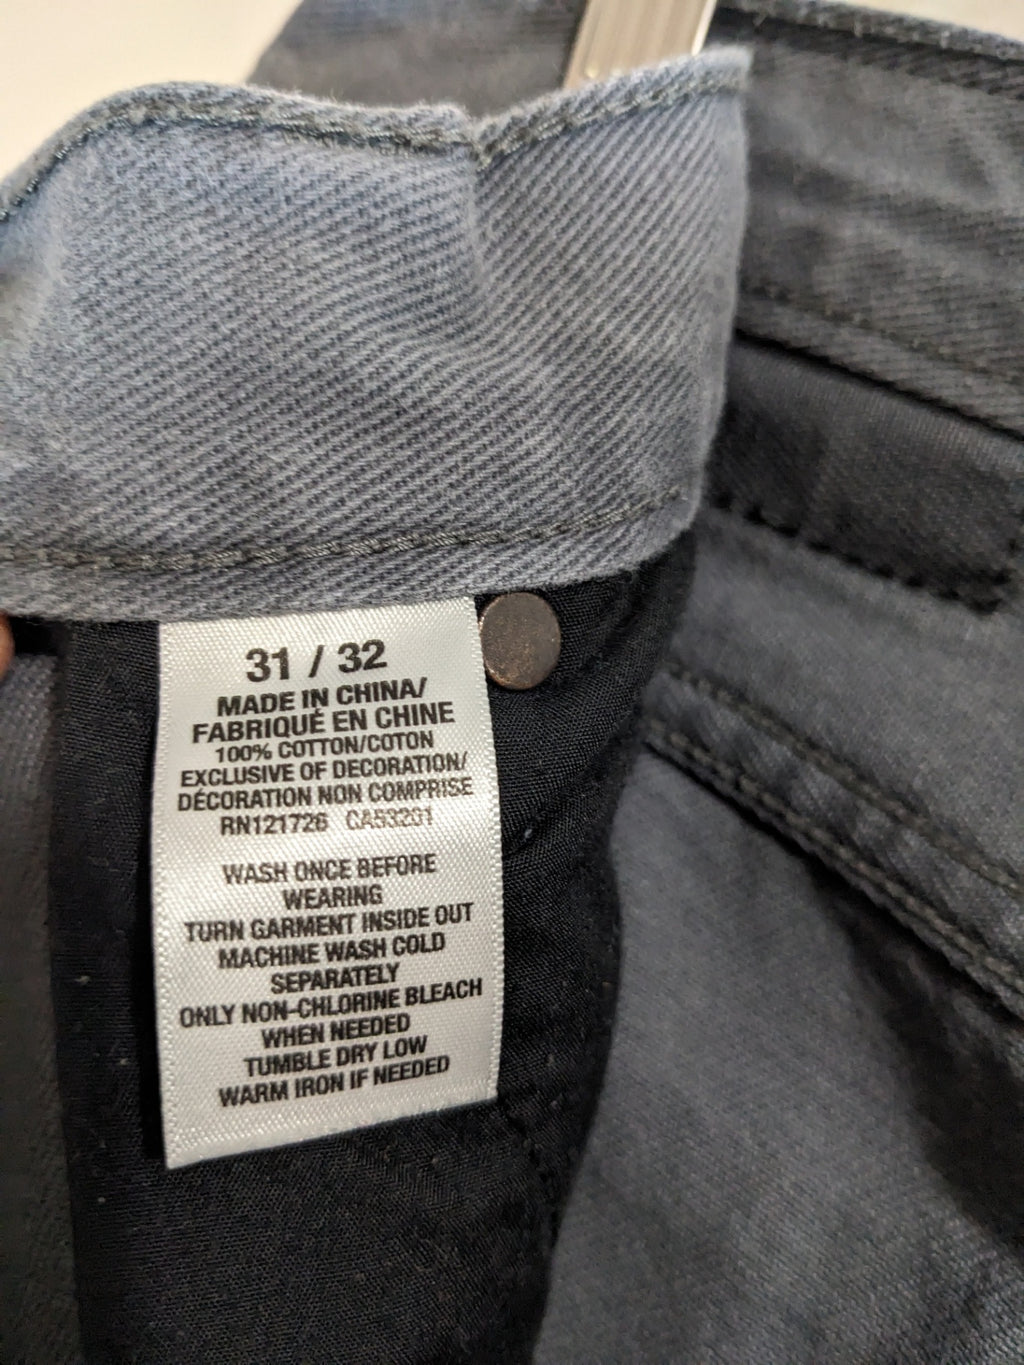 31 / 32
MADE IN CHINA/
FABRIQUÉ EN CHINE
100% COTTON/COTON
EXCLUSIVE OF DECORATION/
DÉCORATION NON COMPRISE
RN121726 CA53201
WASH ONCE BEFORE
WEARING
TURN GARMENT INSIDE OUT
MACHINE WASH COLD
SEPARATELY
ONLY NON-CHLORINE BLEACH
WHEN NEEDED
TUMBLE DRY LOW
WARM IRON IF NEEDED